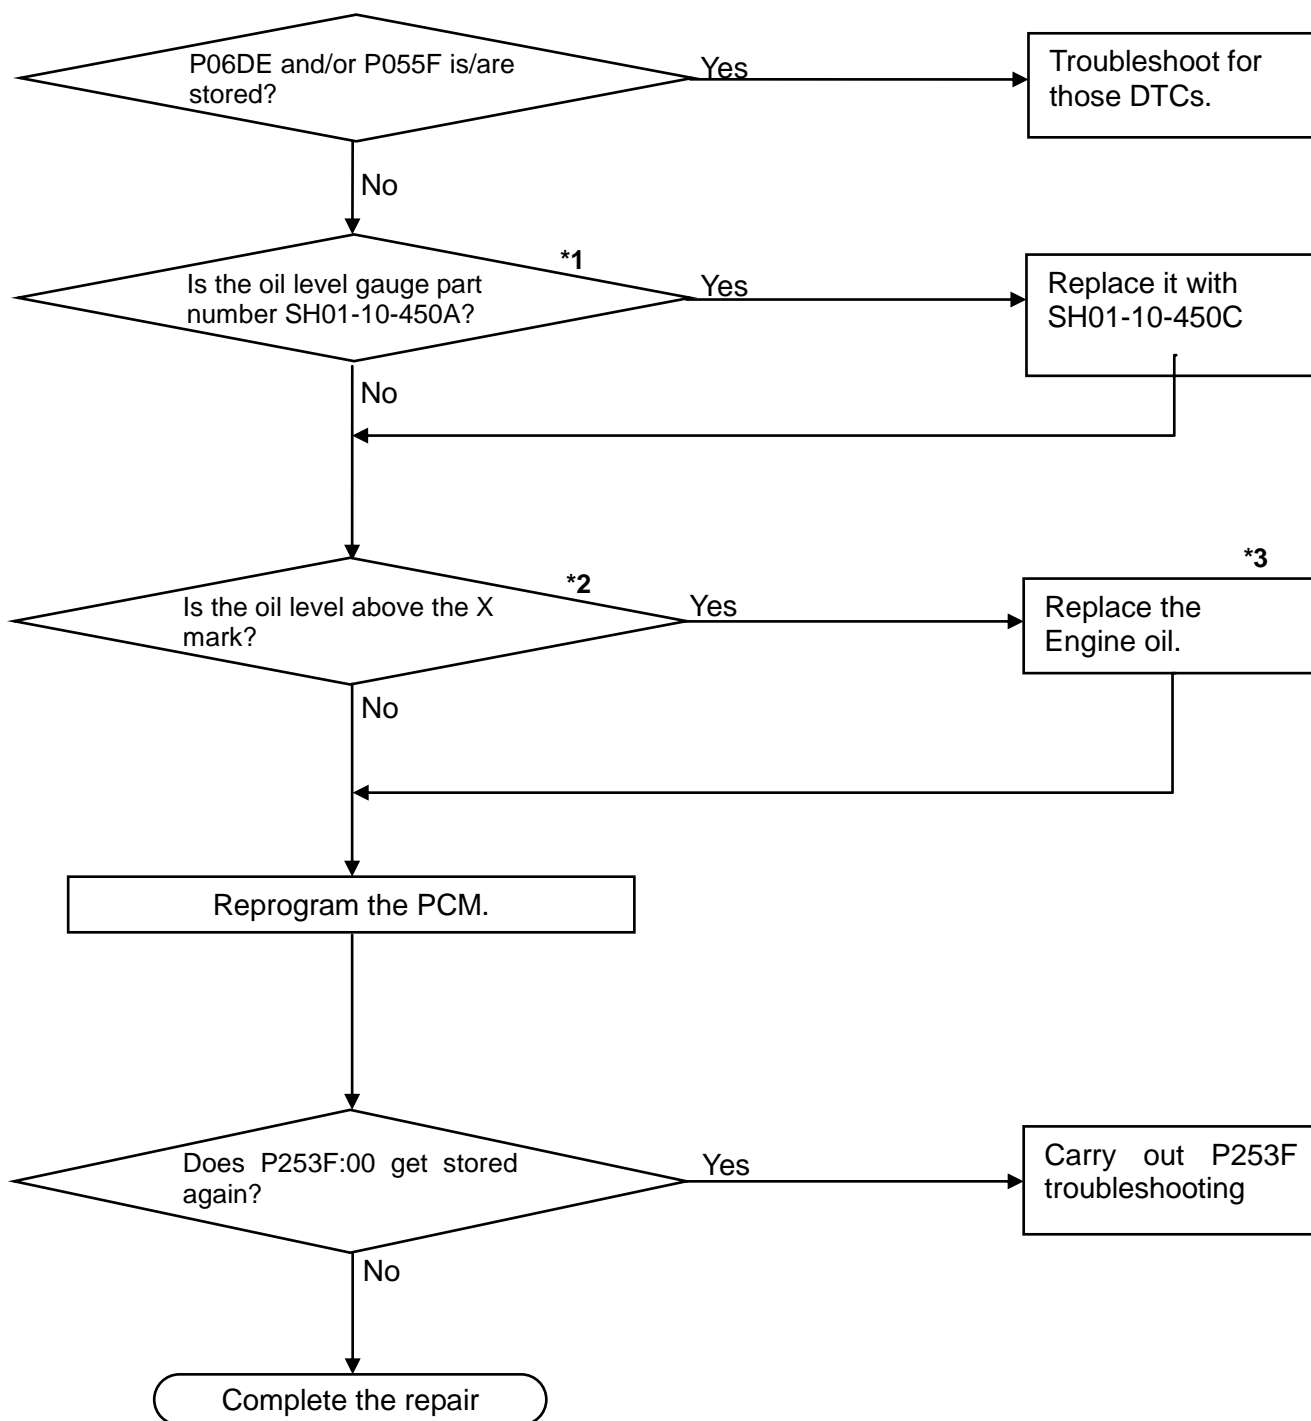 P06DE and/or P055F is/are
stored?
Yes
Troubleshoot for
those DTCs.
No
*1
Is the oil level gauge part
number SH01-10-450A?
Yes
Replace it with
SH01-10-450C
No
*2
Is the oil level above the X
mark?
Yes
*3
Replace the
Engine oil.
No
Reprogram the PCM.
Does P253F:00 get stored
again?
Yes
Carry out P253F
troubleshooting
No
Complete the repair